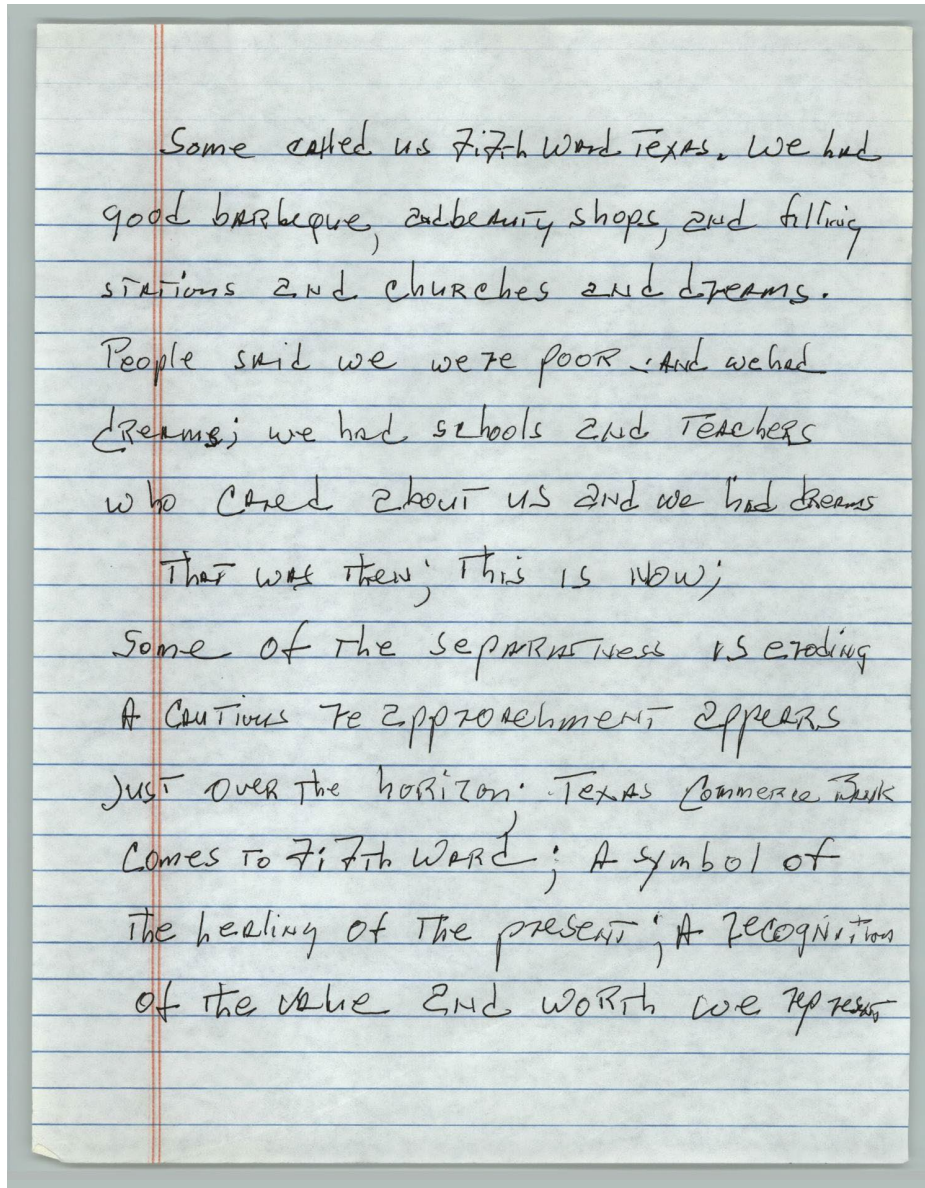 Some called us Fifth Ward Texas. We had
good barbeque, and beauty shops, and filling
stations and churches and dreams.
People said we were poor; And we had
dreams; we had schools and Teachers
who cared about us and we had dreams
That was then; This is now;
Some of the separatness is eroding
A cautious reapproachment appears
just over the horizon; Texas Commerce Bank
comes to Fifth Ward; A symbol of
the healing of the present; A recognition
of the value and worth we represent